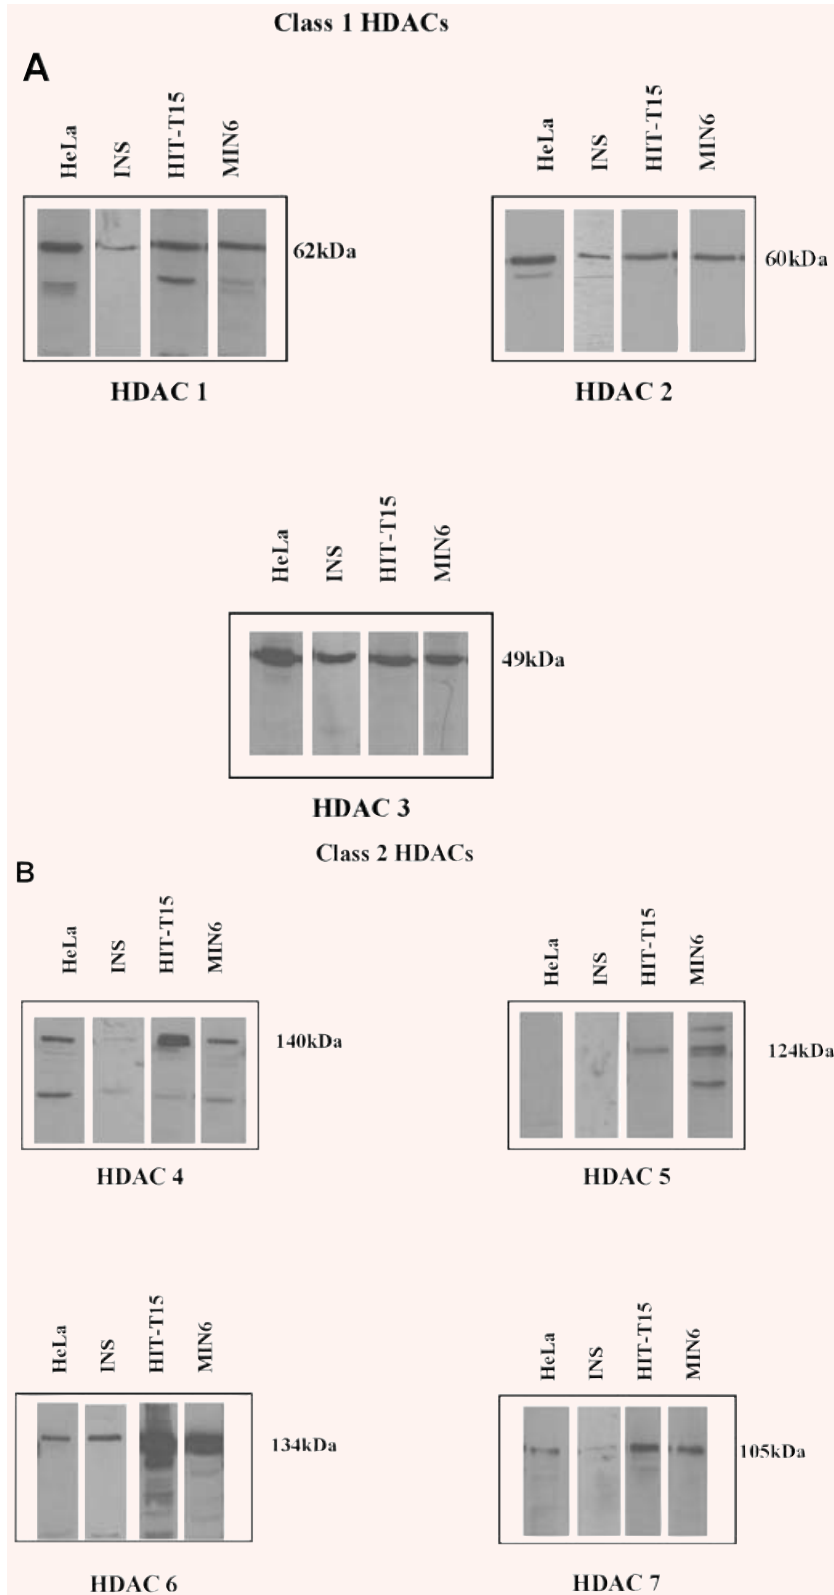 Class 1 HDACs
A
HeLa INS HIT-T15 MIN6
62kDa
HDAC 1
HeLa INS HIT-T15 MIN6
60kDa
HDAC 2
HeLa INS HIT-T15 MIN6
49kDa
HDAC 3
Class 2 HDACs
B
HeLa INS HIT-T15 MIN6
140kDa
HDAC 4
HeLa INS HIT-T15 MIN6
124kDa
HDAC 5
HeLa INS HIT-T15 MIN6
134kDa
HDAC 6
HeLa INS HIT-T15 MIN6
105kDa
HDAC 7